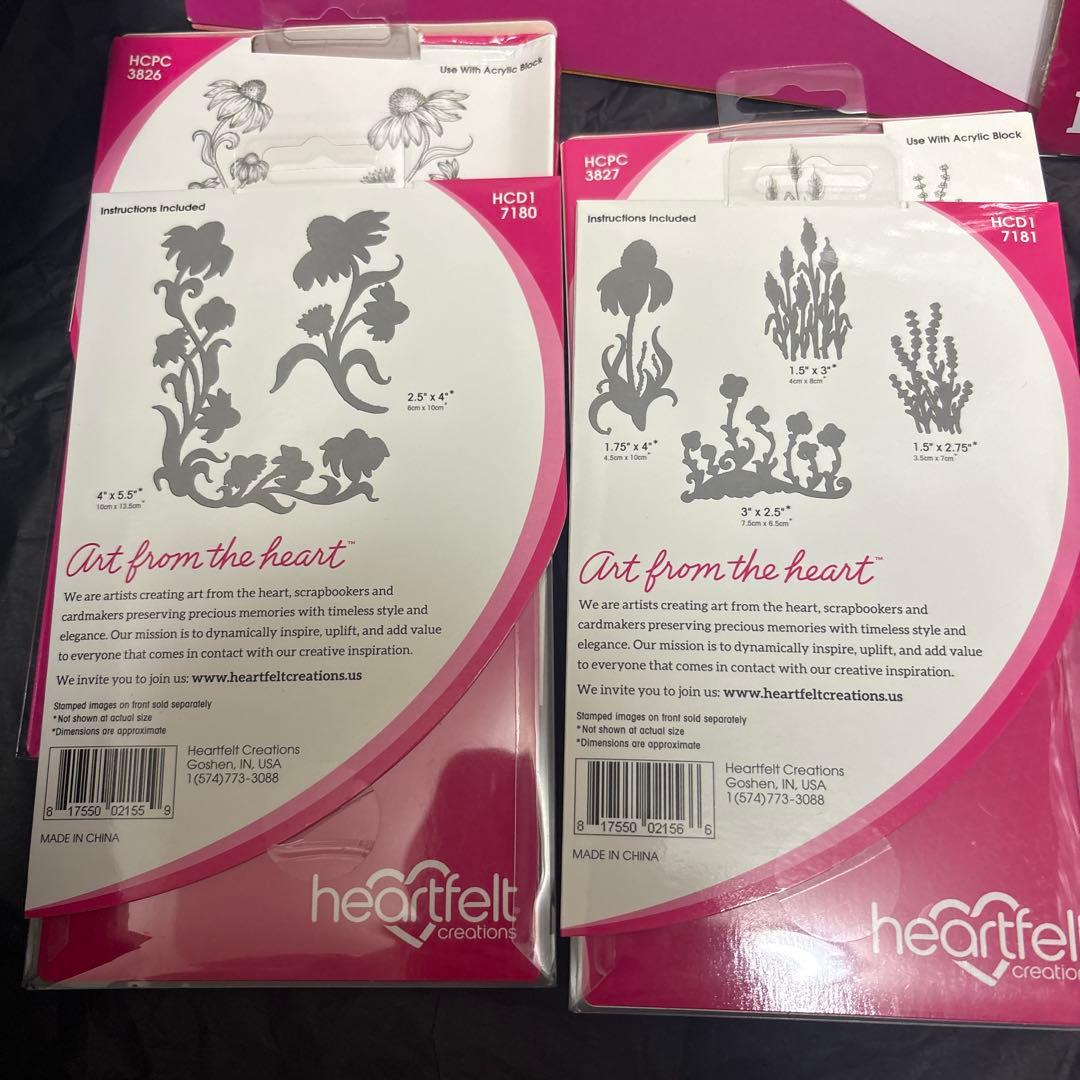 HCPC
3826
Use With Acrylic Block
Instructions Included
HCD1
7180
2.5" x 4"*
6cm x 10cm*
4" x 5.5"*
10cm x 13.5cm*
Art from the heart™
We are artists creating art from the heart, scrapbookers and
cardmakers preserving precious memories with timeless style and
elegance. Our mission is to dynamically inspire, uplift, and add value
to everyone that comes in contact with our creative inspiration.
We invite you to join us: www.heartfeltcreations.us
Stamped images on front sold separately
*Not shown at actual size
*Dimensions are approximate
Heartfelt Creations
Goshen, IN, USA
1(574)773-3088
8 17550 02155 9
MADE IN CHINA
heartfelt
creations
HCPC
3827
Use With Acrylic Block
Instructions Included
HCD1
7181
1.5" x 3"*
4cm x 8cm*
1.75" x 4"*
4.5cm x 10cm*
1.5" x 2.75"*
3.5cm x 7cm*
3" x 2.5"*
7.5cm x 6.5cm*
Art from the heart™
We are artists creating art from the heart, scrapbookers and
cardmakers preserving precious memories with timeless style and
elegance. Our mission is to dynamically inspire, uplift, and add value
to everyone that comes in contact with our creative inspiration.
We invite you to join us: www.heartfeltcreations.us
Stamped images on front sold separately
*Not shown at actual size
*Dimensions are approximate
Heartfelt Creations
Goshen, IN, USA
1(574)773-3088
8 17550 02156 6
MADE IN CHINA
heartfel
creatio